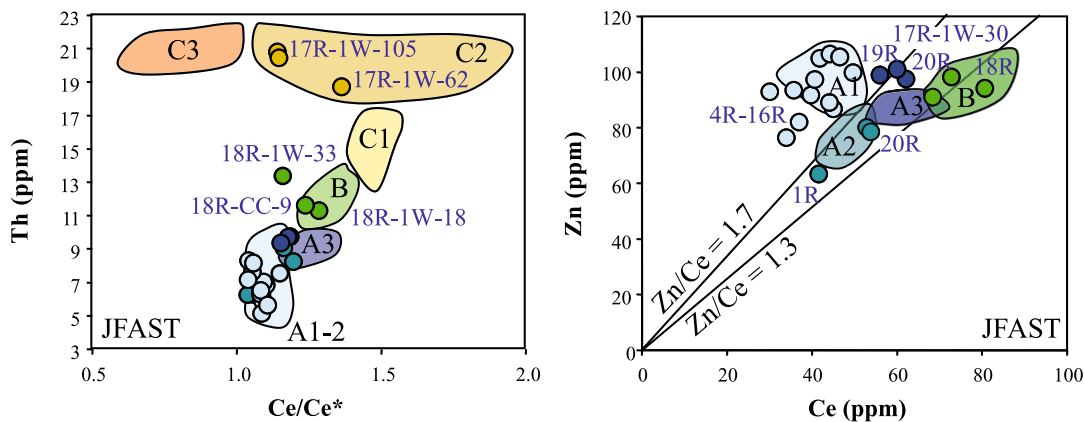 23
21
19
17
15
13
11
9
7
5
3
Th (ppm)
C3
17R-1W-105
C2
17R-1W-62
C1
18R-1W-33
B
18R-CC-9
18R-1W-18
A3
A1-2
JFAST
0.5
1.0
1.5
2.0
Ce/Ce*
120
100
80
60
40
20
0
Zn (ppm)
17R-1W-30
19R
20R
18R
A1
A3
B
4R-16R
A2
20R
1R
Zn/Ce = 1.7
Zn/Ce = 1.3
JFAST
0
20
40
60
80
100
Ce (ppm)